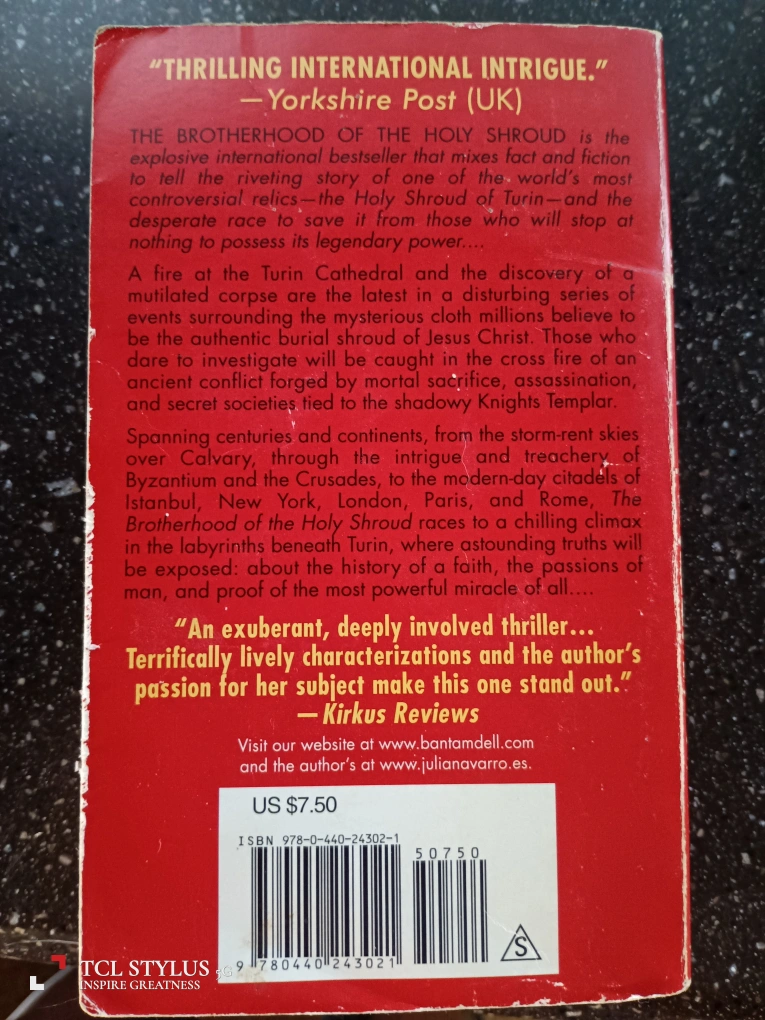 “THRILLING INTERNATIONAL INTRIGUE.”
—Yorkshire Post (UK)
THE BROTHERHOOD OF THE HOLY SHROUD is the
explosive international bestseller that mixes fact and fiction
to tell the riveting story of one of the world’s most
controversial relics—the Holy Shroud of Turin—and the
desperate race to save it from those who will stop at
nothing to possess its legendary power....
A fire at the Turin Cathedral and the discovery of a
mutilated corpse are the latest in a disturbing series of
events surrounding the mysterious cloth millions believe to
be the authentic burial shroud of Jesus Christ. Those who
dare to investigate will be caught in the cross fire of an
ancient conflict forged by mortal sacrifice, assassination,
and secret societies tied to the shadowy Knights Templar.
Spanning centuries and continents, from the storm-rent skies
over Calvary, through the intrigue and treachery of
Byzantium and the Crusades, to the modern-day citadels of
Istanbul, New York, London, Paris, and Rome, The
Brotherhood of the Holy Shroud races to a chilling climax
in the labyrinths beneath Turin, where astounding truths will
be exposed: about the history of a faith, the passions of
man, and proof of the most powerful miracle of all....
“An exuberant, deeply involved thriller...
Terrifically lively characterizations and the author’s
passion for her subject make this one stand out.”
—Kirkus Reviews
Visit our website at www.bantamdell.com
and the author’s at www.julianavarro.es.
US $7.50
ISBN 978-0-440-24302-1
50750
9 780440 243021
S
TCL STYLUS 5G
INSPIRE GREATNESS